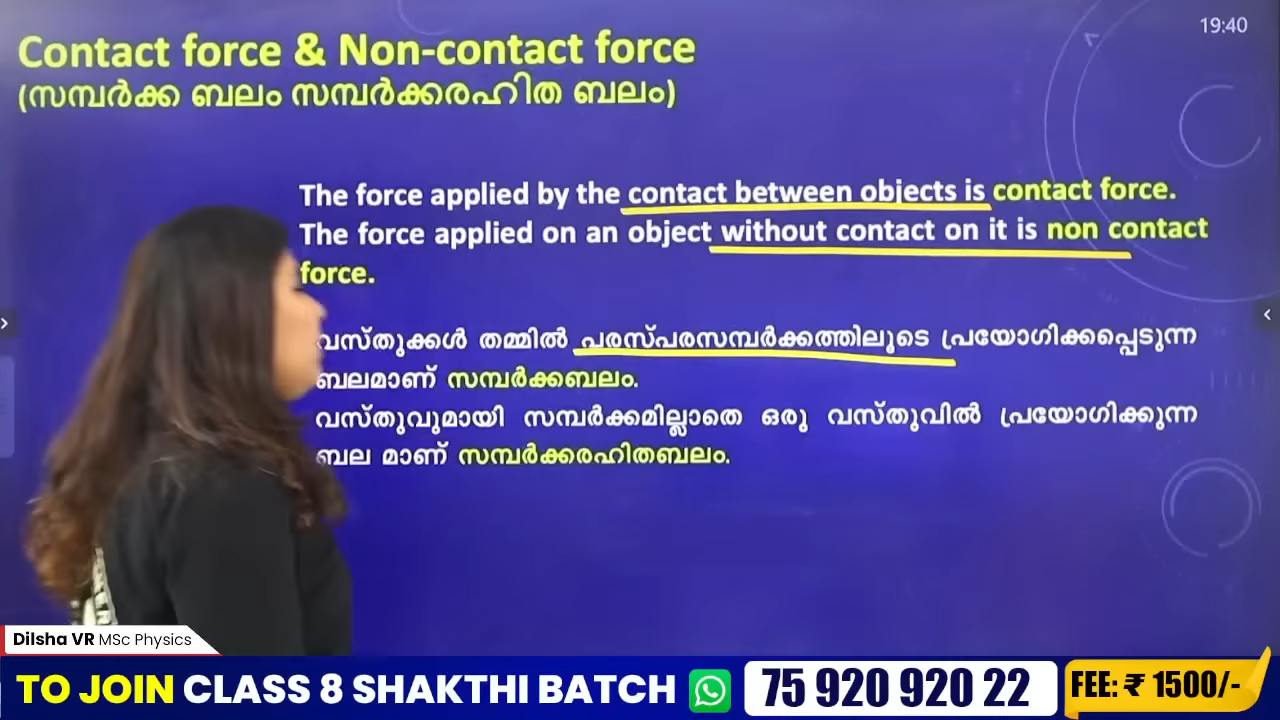 19:40
Contact force & Non-contact force
(സമ്പർക്ക ബലം സമ്പർക്കരഹിത ബലം)
The force applied by the contact between objects is contact force.
The force applied on an object without contact on it is non contact
force.
വസ്തുക്കൾ തമ്മിൽ പരസ്പരസമ്പർക്കത്തിലൂടെ പ്രയോഗിക്കപ്പെടുന്ന
ബലമാണ് സമ്പർക്കബലം.
വസ്തുവുമായി സമ്പർക്കമില്ലാതെ ഒരു വസ്തുവിൽ പ്രയോഗിക്കുന്ന
ബല മാണ് സമ്പർക്കരഹിതബലം.
Dilsha VR MSc Physics
TO JOIN CLASS 8 SHAKTHI BATCH 75 920 920 22 FEE: ₹ 1500/-